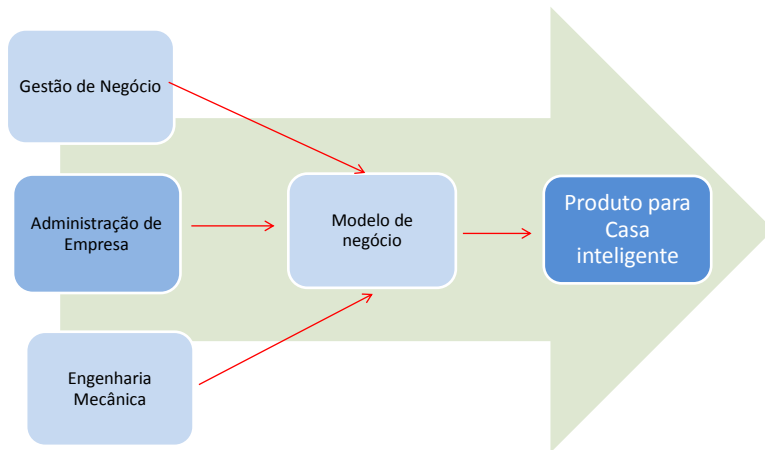 Gestão de Negócio
Administração de
Empresa
Engenharia
Mecânica
Modelo de
negócio
Produto para
Casa
inteligente